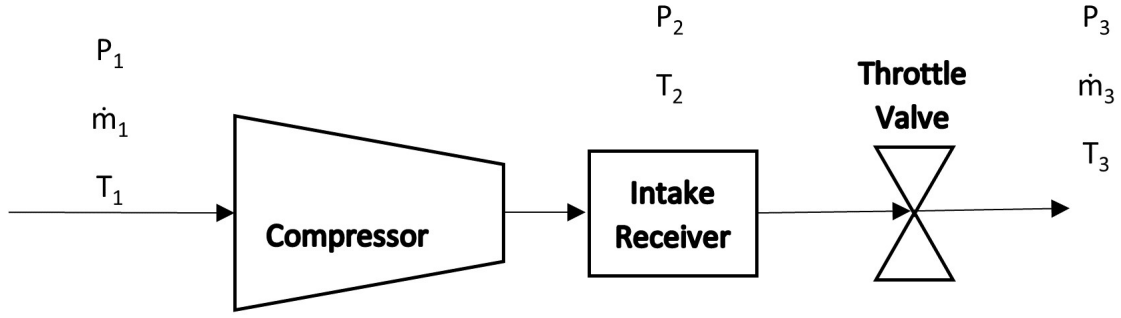 P₁
ṁ₁
T₁
Compressor
P₂
T₂
Intake
Receiver
Throttle
Valve
P₃
ṁ₃
T₃